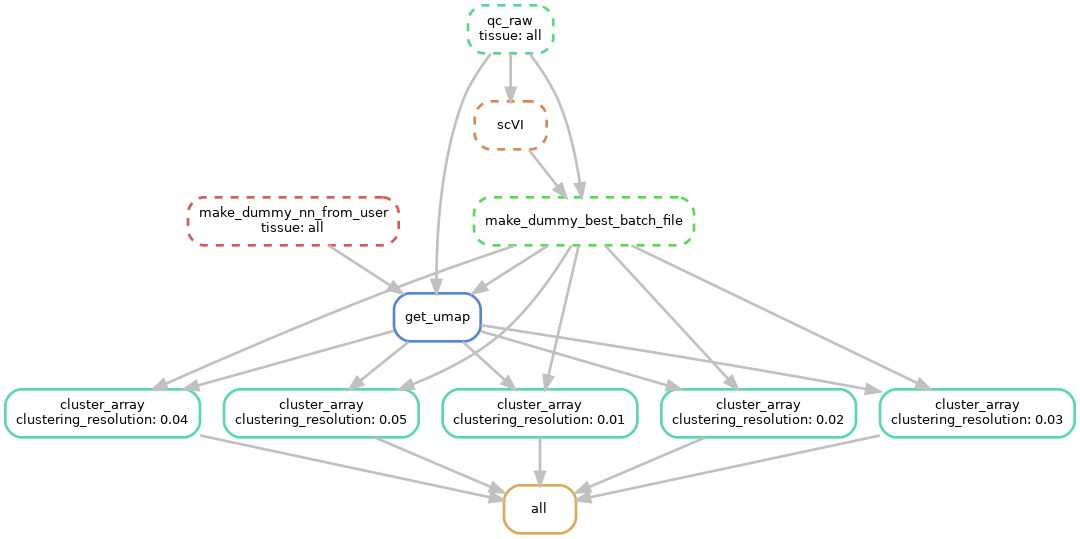 qc_raw
tissue: all
scVI
make_dummy_nn_from_user
tissue: all
make_dummy_best_batch_file
get_umap
cluster_array
clustering_resolution: 0.04
cluster_array
clustering_resolution: 0.05
cluster_array
clustering_resolution: 0.01
cluster_array
clustering_resolution: 0.02
cluster_array
clustering_resolution: 0.03
all